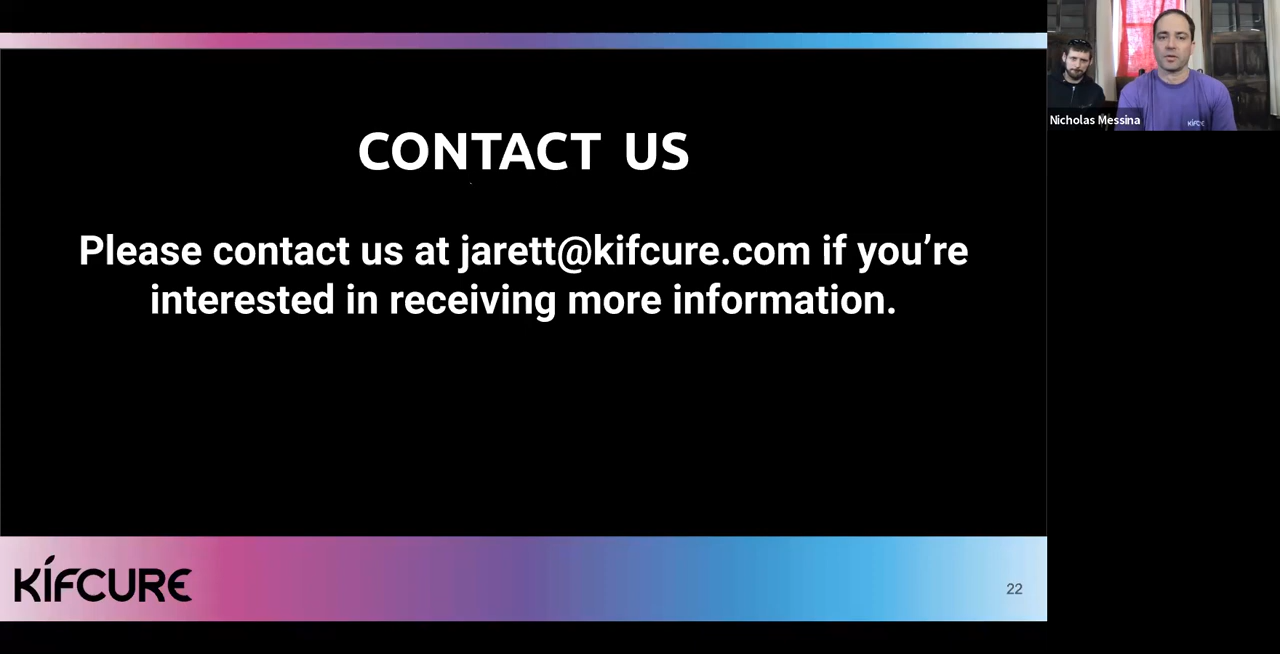 CONTACT US
Please contact us at jarett@kifcure.com if you’re
interested in receiving more information.
KIFCURE
22
Nicholas Messina
KIFCURE